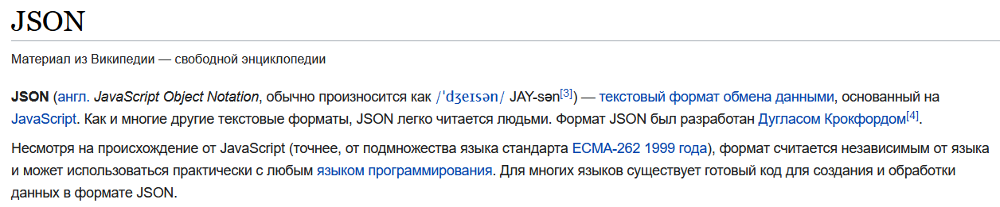 JSON
Материал из Википедии — свободной энциклопедии
JSON (англ. JavaScript Object Notation, обычно произносится как /ˈdʒeɪsən/ JAY-sən[3]) — текстовый формат обмена данными, основанный на
JavaScript. Как и многие другие текстовые форматы, JSON легко читается людьми. Формат JSON был разработан Дугласом Крокфордом[4].
Несмотря на происхождение от JavaScript (точнее, от подмножества языка стандарта ECMA-262 1999 года), формат считается независимым от языка
и может использоваться практически с любым языком программирования. Для многих языков существует готовый код для создания и обработки
данных в формате JSON.